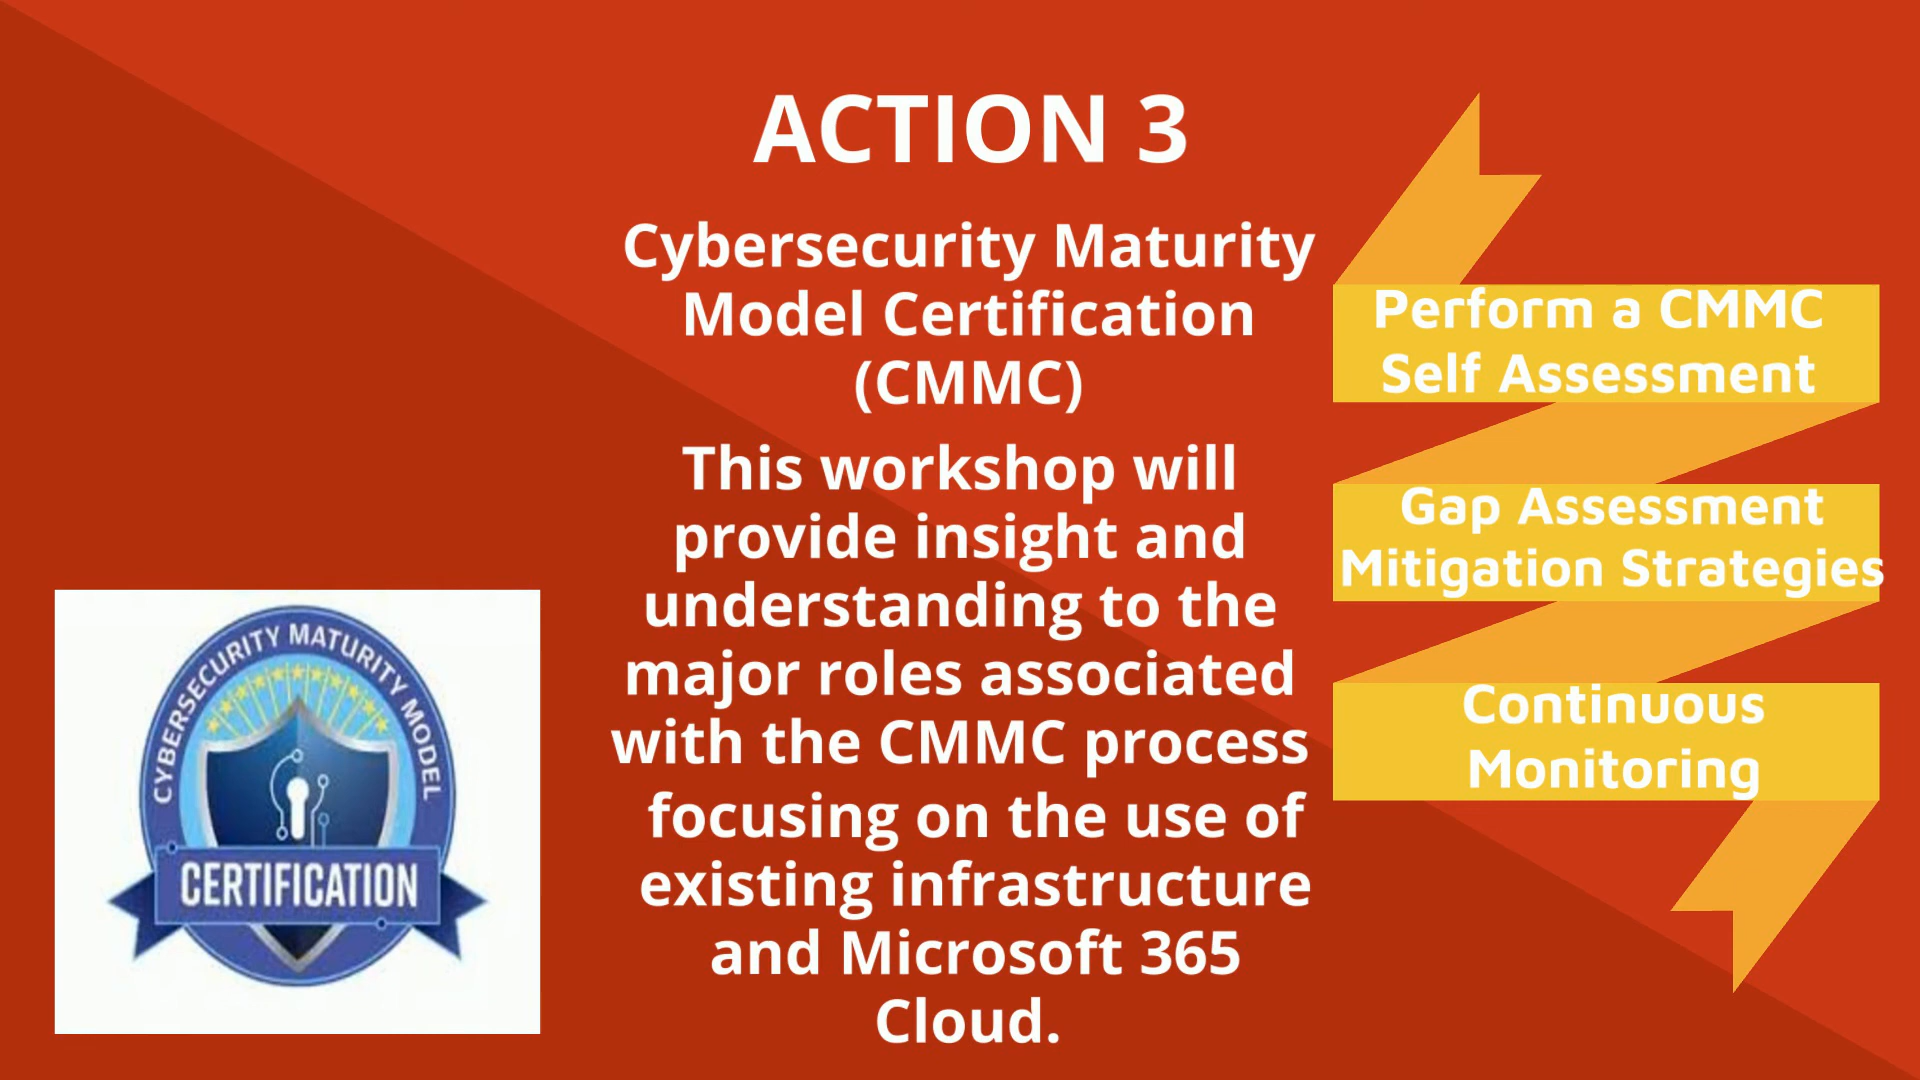 ACTION 3
Cybersecurity Maturity
Model Certification
(CMMC)
This workshop will
provide insight and
understanding to the
major roles associated
with the CMMC process
focusing on the use of
existing infrastructure
and Microsoft 365
Cloud.
Perform a CMMC
Self Assessment
Gap Assessment
Mitigation Strategies
Continuous
Monitoring
CYBERSECURITY MATURITY MODEL
CERTIFICATION